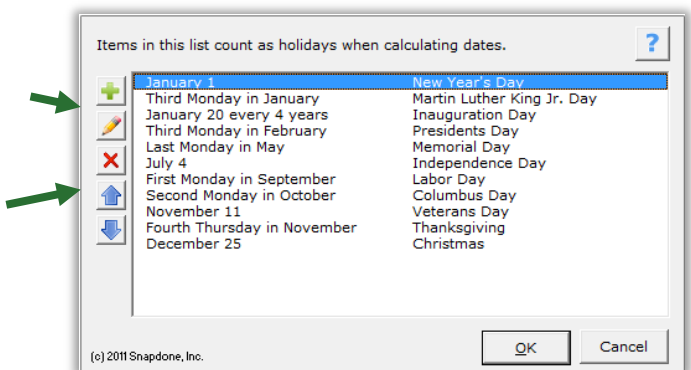 Items in this list count as holidays when calculating dates.
?
January 1 New Year's Day
Third Monday in January Martin Luther King Jr. Day
January 20 every 4 years Inauguration Day
Third Monday in February Presidents Day
Last Monday in May Memorial Day
July 4 Independence Day
First Monday in September Labor Day
Second Monday in October Columbus Day
November 11 Veterans Day
Fourth Thursday in November Thanksgiving
December 25 Christmas
(c) 2011 Snapdone, Inc. OK Cancel